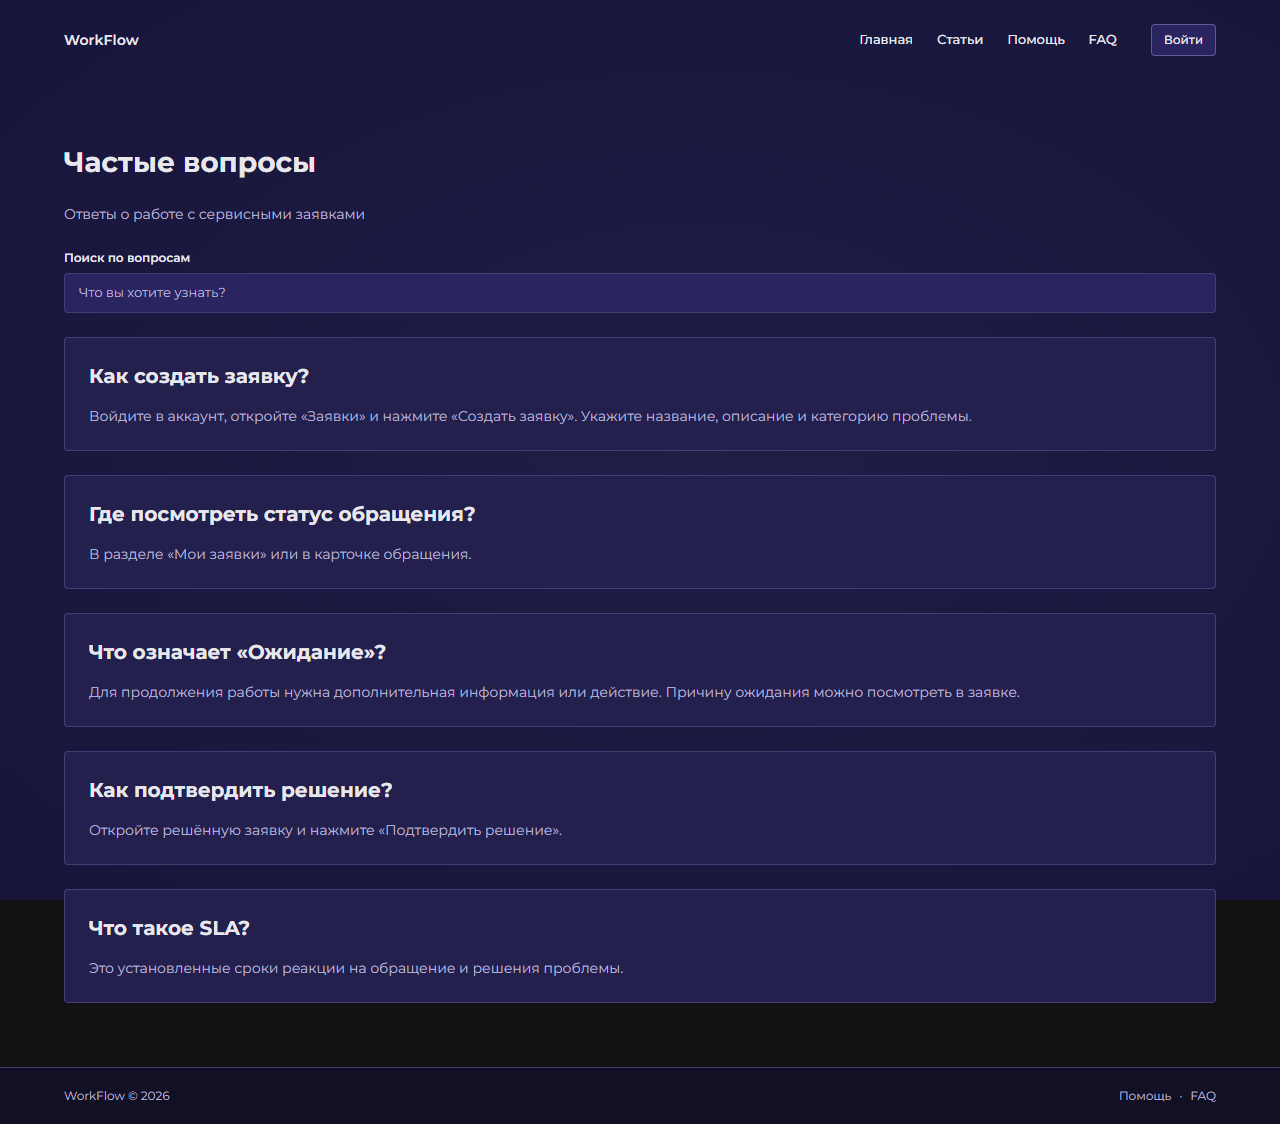 WorkFlow
Главная Статьи Помощь FAQ Войти
Частые вопросы
Ответы о работе с сервисными заявками
Поиск по вопросам
Что вы хотите узнать?
Как создать заявку?
Войдите в аккаунт, откройте «Заявки» и нажмите «Создать заявку». Укажите название, описание и категорию проблемы.
Где посмотреть статус обращения?
В разделе «Мои заявки» или в карточке обращения.
Что означает «Ожидание»?
Для продолжения работы нужна дополнительная информация или действие. Причину ожидания можно посмотреть в заявке.
Как подтвердить решение?
Откройте решённую заявку и нажмите «Подтвердить решение».
Что такое SLA?
Это установленные сроки реакции на обращение и решения проблемы.
WorkFlow © 2026
Помощь · FAQ